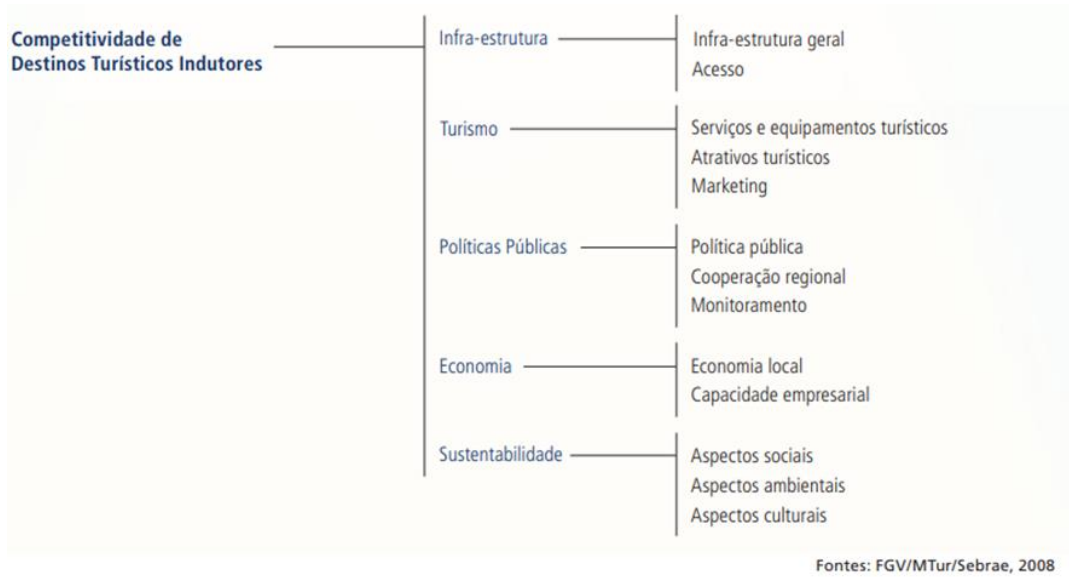 Competitividade de
Destinos Turísticos Indutores
Infra-estrutura
Infra-estrutura geral
Acesso
Turismo
Serviços e equipamentos turísticos
Atrativos turísticos
Marketing
Políticas Públicas
Política pública
Cooperação regional
Monitoramento
Economia
Economia local
Capacidade empresarial
Sustentabilidade
Aspectos sociais
Aspectos ambientais
Aspectos culturais
Fontes: FGV/MTur/Sebrae, 2008